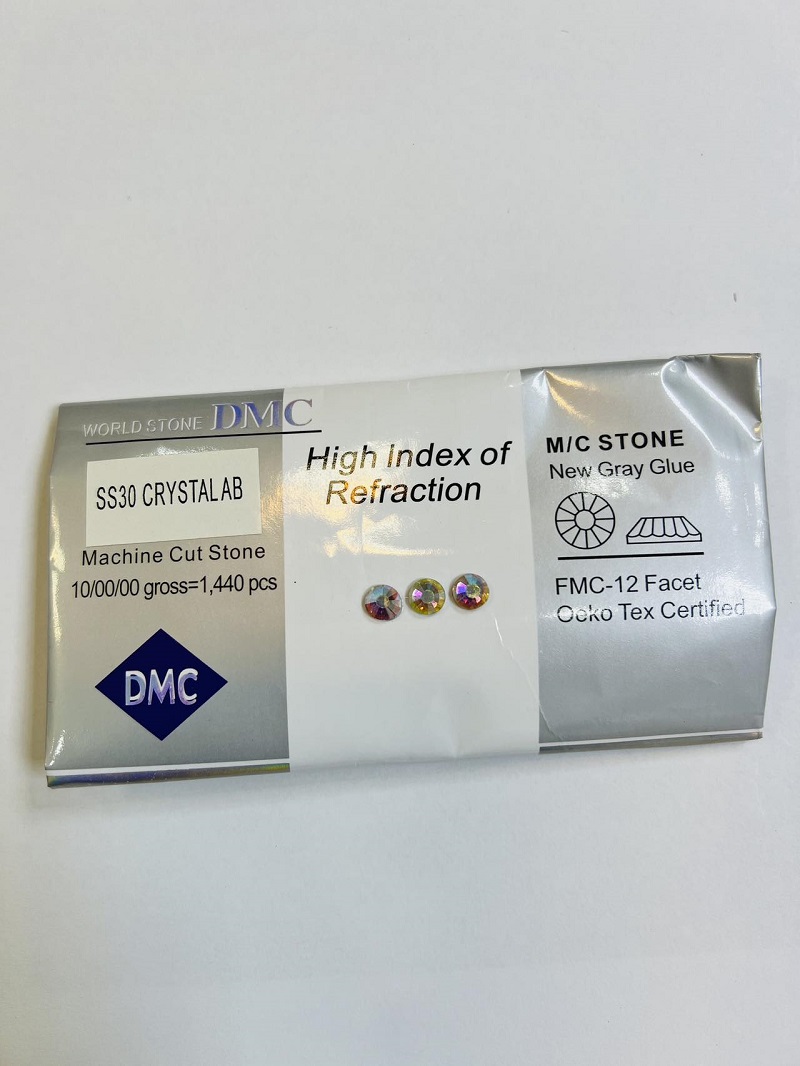 WORLD STONE DMC
SS30 CRYSTAL AB
Machine Cut Stone
10/00/00 gross=1,440 pcs
DMC
High Index of
Refraction
M/C STONE
New Gray Glue
FMC-12 Facet
Oeko Tex Certified